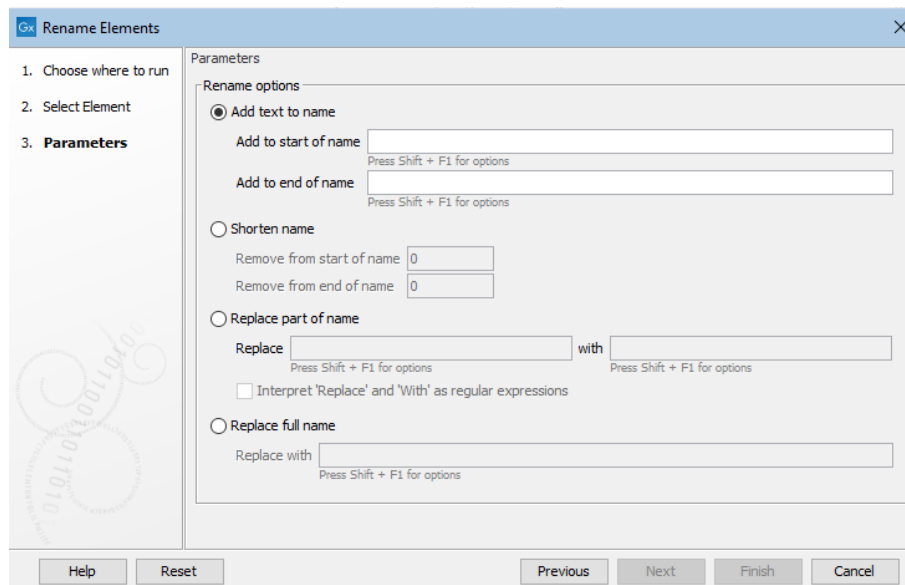 Gx Rename Elements
1. Choose where to run
2. Select Element
3. Parameters
Parameters
Rename options
Add text to name
Add to start of name
Press Shift + F1 for options
Add to end of name
Press Shift + F1 for options
Shorten name
Remove from start of name 0
Remove from end of name 0
Replace part of name
Replace with
Press Shift + F1 for options Press Shift + F1 for options
Interpret 'Replace' and 'With' as regular expressions
Replace full name
Replace with
Press Shift + F1 for options
Help Reset Previous Next Finish Cancel